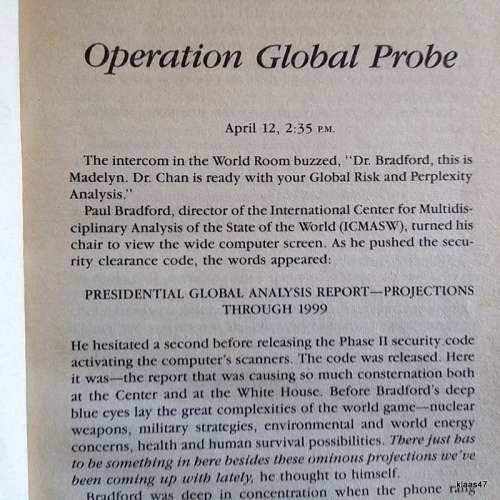 Operation Global Probe
April 12, 2:35 P.M.
The intercom in the World Room buzzed, "Dr. Bradford, this is
Madelyn. Dr. Chan is ready with your Global Risk and Perplexity
Analysis."
Paul Bradford, director of the International Center for Multidis-
ciplinary Analysis of the State of the World (ICMASW), turned his
chair to view the wide computer screen. As he pushed the secu-
rity clearance code, the words appeared:
PRESIDENTIAL GLOBAL ANALYSIS REPORT—PROJECTIONS
THROUGH 1999
He hesitated a second before releasing the Phase II security code
activating the computer's scanners. The code was released. Here
it was—the report that was causing so much consternation both
at the Center and at the White House. Before Bradford's deep
blue eyes lay the great complexities of the world game—nuclear
weapons, military strategies, environmental and world energy
concerns, health and human survival possibilities. There just has
to be something in here besides these ominous projections we've
been coming up with lately, he thought to himself.
Bradford was deep in concentration when the phone rang
klaas47